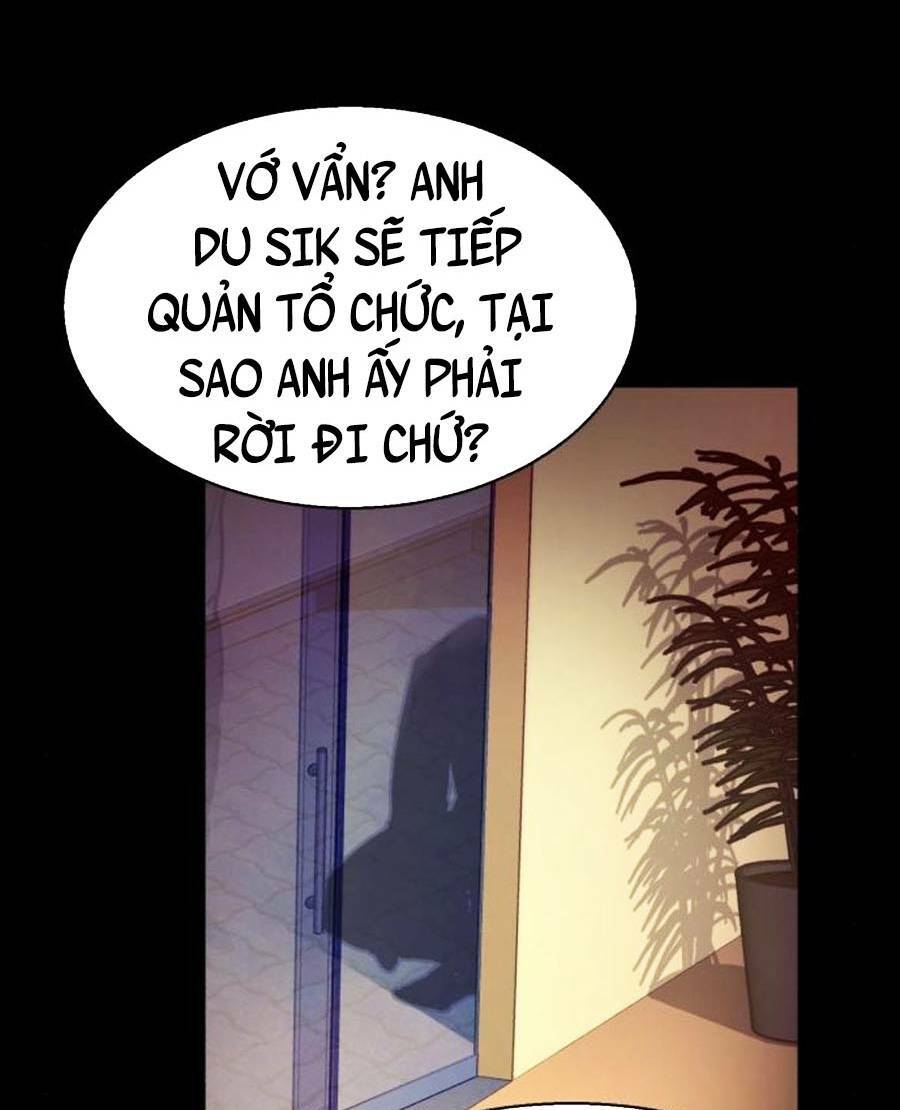 VỚ VẨN? ANH
DU SIK SẼ TIẾP
QUẢN TỔ CHỨC, TẠI
SAO ANH ẤY PHẢI
RỜI ĐI CHỨ?